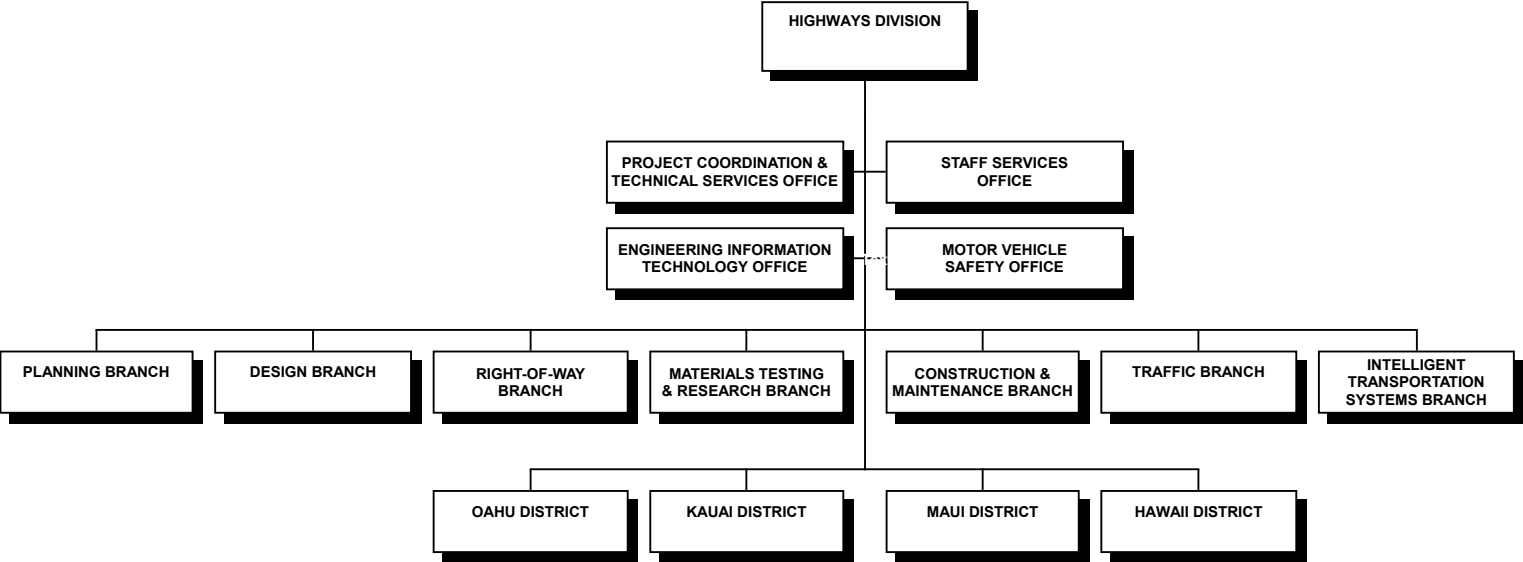 HIGHWAYS DIVISION
PROJECT COORDINATION &
TECHNICAL SERVICES OFFICE
STAFF SERVICES
OFFICE
ENGINEERING INFORMATION
TECHNOLOGY OFFICE
MOTOR VEHICLE
SAFETY OFFICE
PLANNING BRANCH
DESIGN BRANCH
RIGHT-OF-WAY
BRANCH
MATERIALS TESTING
& RESEARCH BRANCH
CONSTRUCTION &
MAINTENANCE BRANCH
TRAFFIC BRANCH
INTELLIGENT
TRANSPORTATION
SYSTEMS BRANCH
OAHU DISTRICT
KAUAI DISTRICT
MAUI DISTRICT
HAWAII DISTRICT